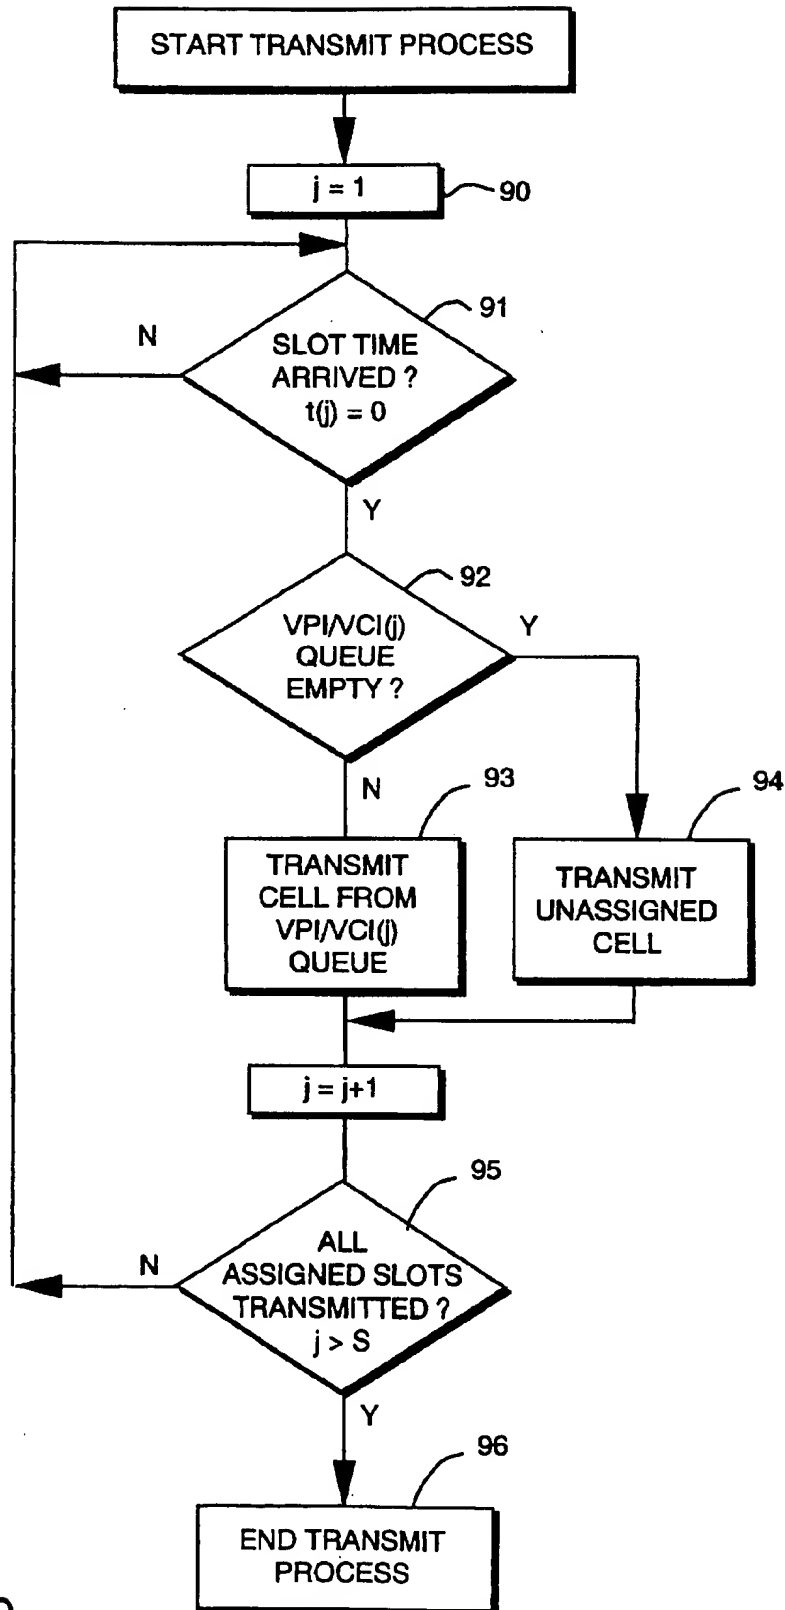 START TRANSMIT PROCESS
j = 1
90
91
N
SLOT TIME
ARRIVED ?
t(j) = 0
Y
92
VPI/VCI(j)
QUEUE
EMPTY ?
Y
N
93
94
TRANSMIT
CELL FROM
VPI/VCI(j)
QUEUE
TRANSMIT
UNASSIGNED
CELL
j = j+1
95
N
ALL
ASSIGNED SLOTS
TRANSMITTED ?
j > S
Y
96
END TRANSMIT
PROCESS